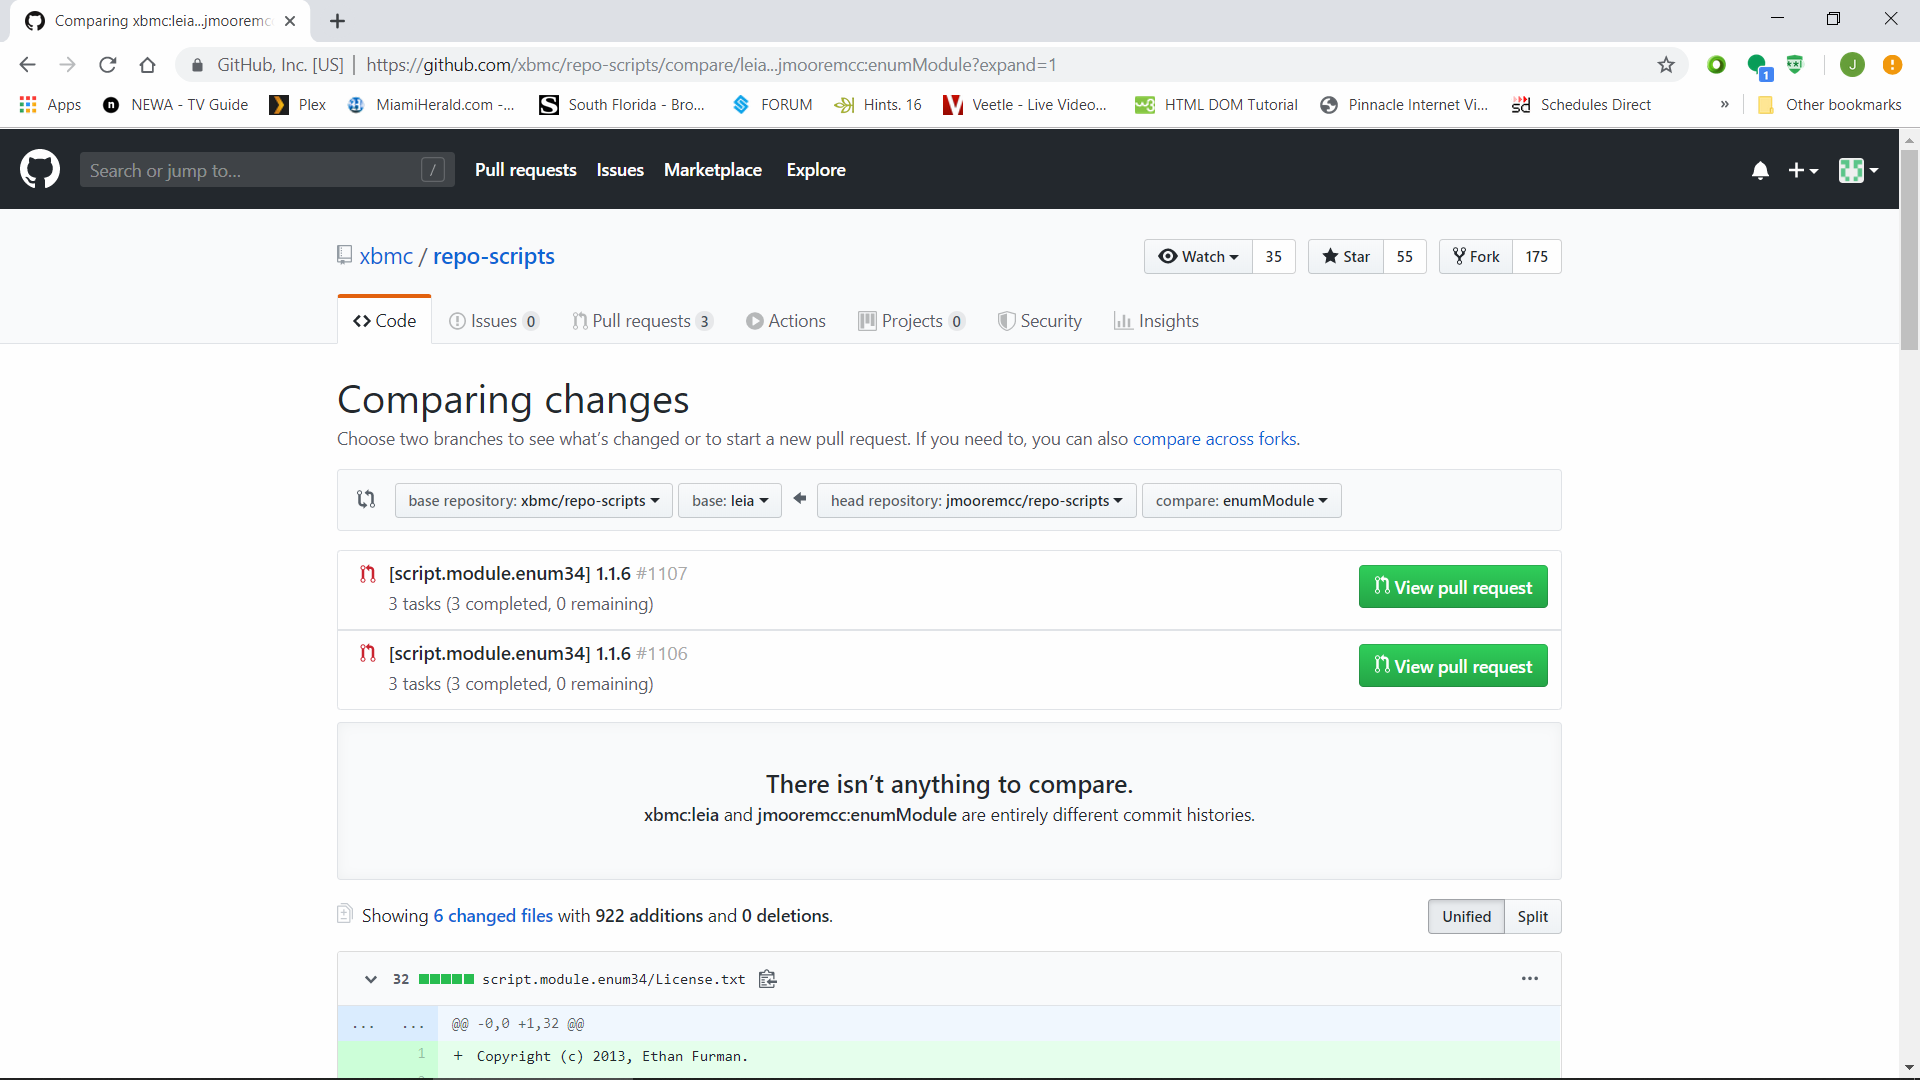 Comparing xbmc:leia...jmooremc
GitHub, Inc. [US] | https://github.com/xbmc/repo-scripts/compare/leia...jmooremcc:enumModule?expand=1
1
J
Apps NEWA - TV Guide Plex MiamiHerald.com -... South Florida - Bro... FORUM Hints. 16 Veetle - Live Video... HTML DOM Tutorial Pinnacle Internet Vi... Schedules Direct » Other bookmarks
Search or jump to... / Pull requests Issues Marketplace Explore
xbmc / repo-scripts Watch 35 Star 55 Fork 175
Code Issues 0 Pull requests 3 Actions Projects 0 Security Insights
Comparing changes
Choose two branches to see what’s changed or to start a new pull request. If you need to, you can also compare across forks.
base repository: xbmc/repo-scripts base: leia head repository: jmooremcc/repo-scripts compare: enumModule
[script.module.enum34] 1.1.6 #1107 View pull request
3 tasks (3 completed, 0 remaining)
[script.module.enum34] 1.1.6 #1106 View pull request
3 tasks (3 completed, 0 remaining)
There isn’t anything to compare.
xbmc:leia and jmooremcc:enumModule are entirely different commit histories.
Showing 6 changed files with 922 additions and 0 deletions. Unified Split
32 script.module.enum34/License.txt ...
... ... @@ -0,0 +1,32 @@
1 + Copyright (c) 2013, Ethan Furman.